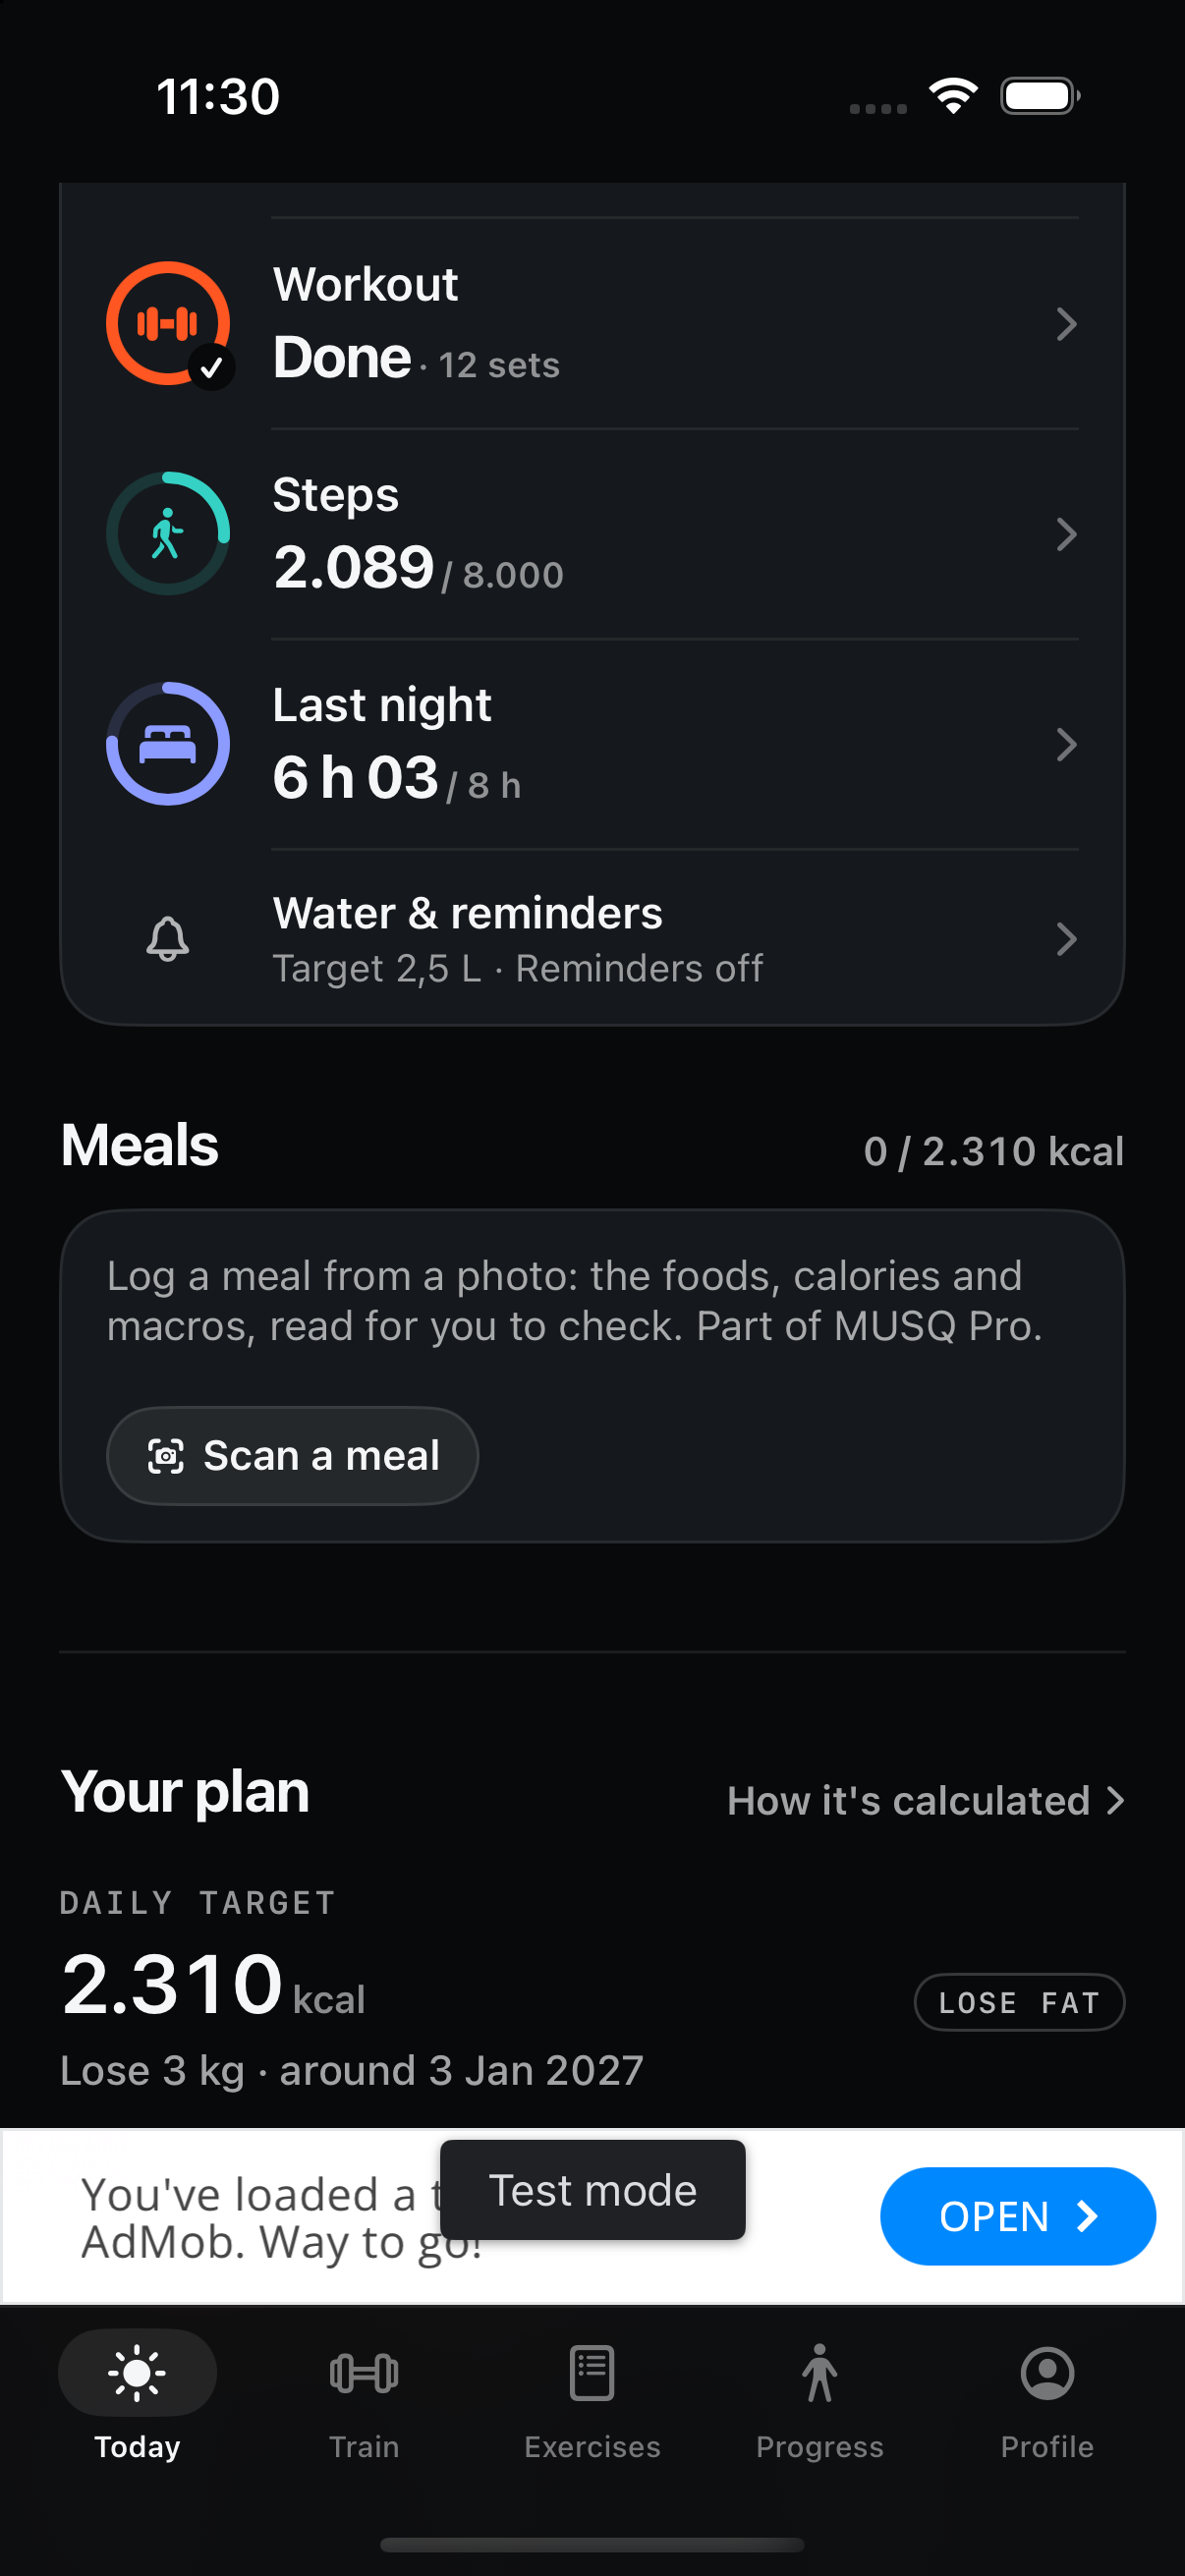 11:30
Workout
Done · 12 sets
Steps
2.089 / 8.000
Last night
6 h 03 / 8 h
Water & reminders
Target 2,5 L · Reminders off
Meals
0 / 2.310 kcal
Log a meal from a photo: the foods, calories and
macros, read for you to check. Part of MUSQ Pro.
Scan a meal
Your plan
How it's calculated
DAILY TARGET
2.310 kcal
LOSE FAT
Lose 3 kg · around 3 Jan 2027
You've loaded a
Test mode
AdMob. Way to go!
OPEN
Today
Train
Exercises
Progress
Profile